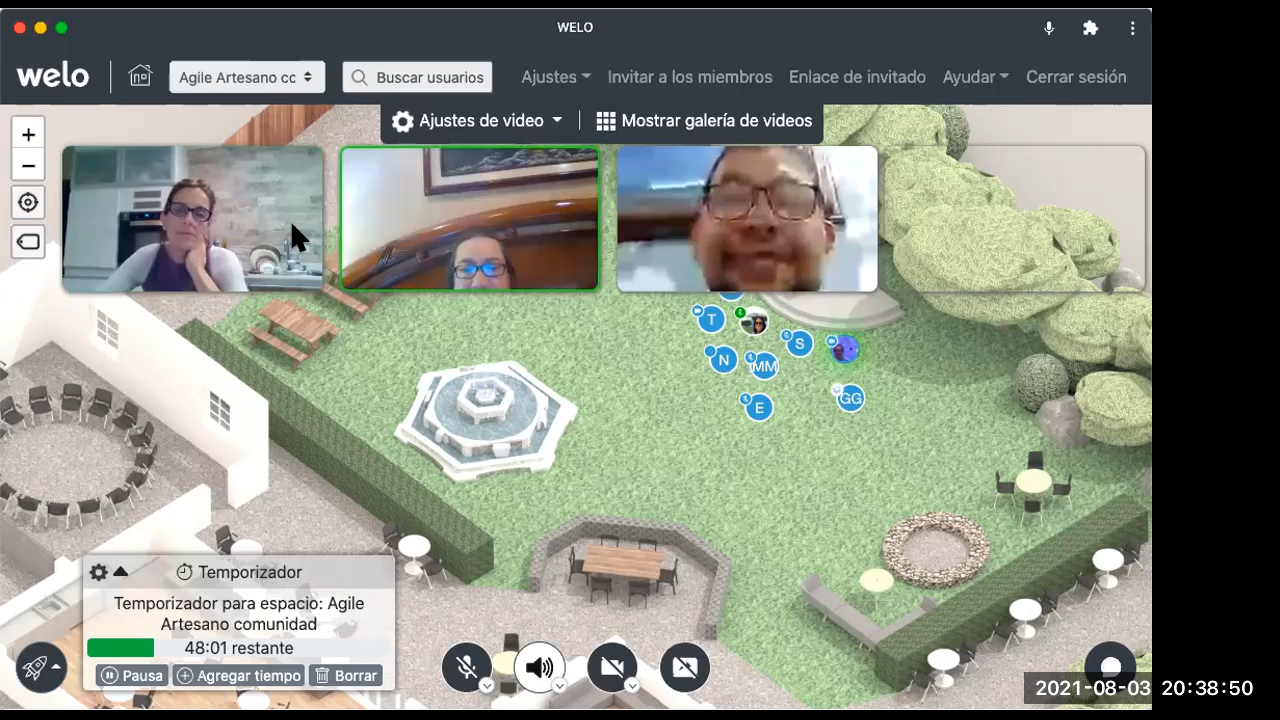 WELO
welo
Agile Artesano cc
Buscar usuarios
Ajustes
Invitar a los miembros
Enlace de invitado
Ayudar
Cerrar sesión
Ajustes de video
Mostrar galería de videos
T
S
N
MM
E
GG
Temporizador
Temporizador para espacio: Agile
Artesano comunidad
48:01 restante
Pausa
Agregar tiempo
Borrar
2021-08-03 20:38:50